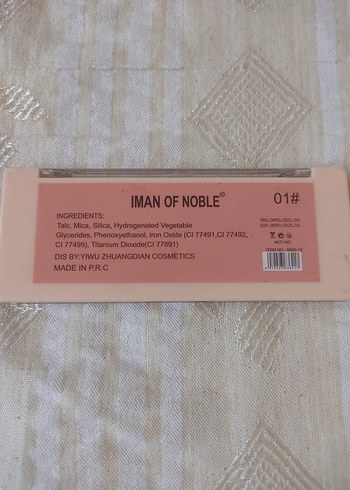 IMAN OF NOBLE®
01#
INGREDIENTS:
Talc, Mica, Silica, Hydrogenated Vegetable
Glycerides, Phenoxyethanol, Iron Oxide (CI 77491,CI 77492,
CI 77499), Titanium Dioxide(CI 77891)
DIS BY:YIWU ZHUANGDIAN COSMETICS
MADE IN P.R.C